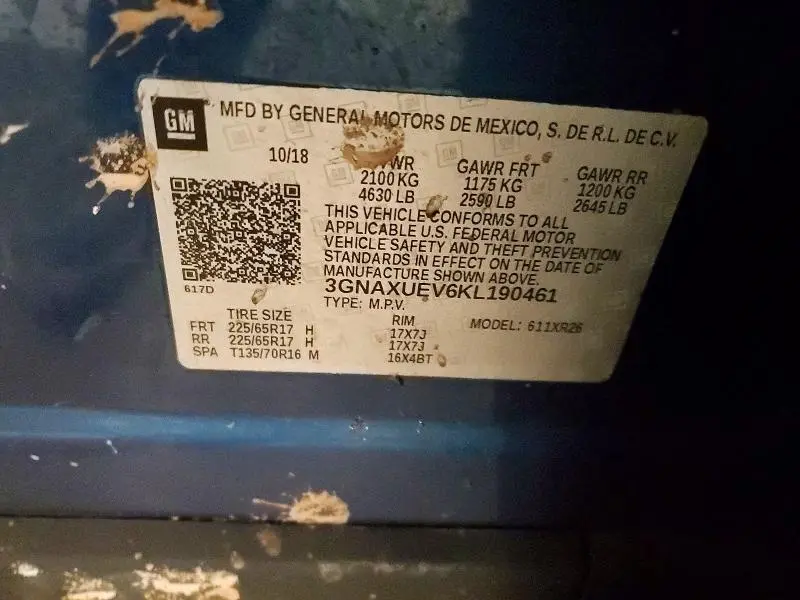 GM
MFD BY GENERAL MOTORS DE MEXICO, S. DE R.L. DE C.V.
10/18
GVWR GAWR FRT GAWR RR
2100 KG 1175 KG 1200 KG
4630 LB 2590 LB 2645 LB
THIS VEHICLE CONFORMS TO ALL
APPLICABLE U.S. FEDERAL MOTOR
VEHICLE SAFETY AND THEFT PREVENTION
STANDARDS IN EFFECT ON THE DATE OF
MANUFACTURE SHOWN ABOVE.
617D
3GNAXUEV6KL190461
TYPE: M.P.V. MODEL: 611XR26
TIRE SIZE RIM
FRT 225/65R17 H 17X7J
RR 225/65R17 H 17X7J
SPA T135/70R16 M 16X4BT